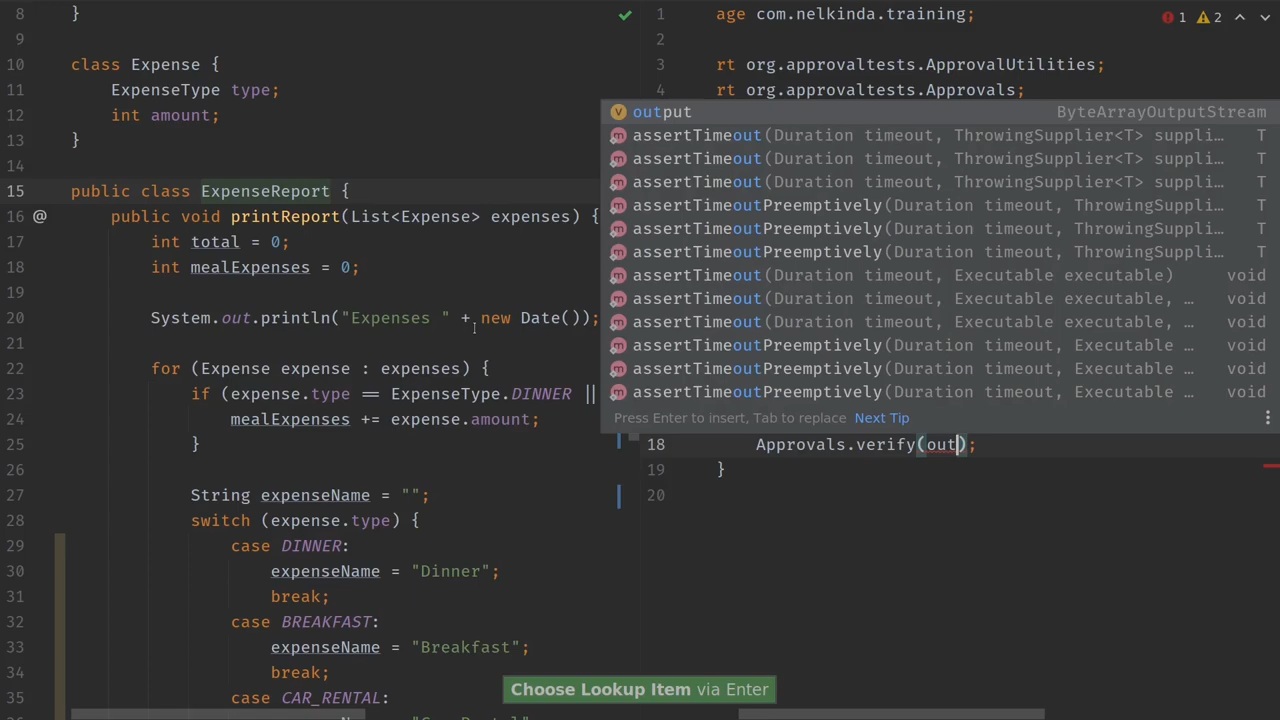 8 }
9
10 class Expense {
11 ExpenseType type;
12 int amount;
13 }
14
15 public class ExpenseReport {
16 @ public void printReport(List<Expense> expenses) {
17 int total = 0;
18 int mealExpenses = 0;
19
20 System.out.println("Expenses " + new Date());
21
22 for (Expense expense : expenses) {
23 if (expense.type == ExpenseType.DINNER ||
24 mealExpenses += expense.amount;
25 }
26
27 String expenseName = "";
28 switch (expense.type) {
29 case DINNER:
30 expenseName = "Dinner";
31 break;
32 case BREAKFAST:
33 expenseName = "Breakfast";
34 break;
35 case CAR_RENTAL:
1 age com.nelkinda.training;
1 2
2
3 rt org.approvaltests.ApprovalUtilities;
4 rt org.approvaltests.Approvals;
v output ByteArrayOutputStream
m assertTimeout(Duration timeout, ThrowingSupplier<T> suppli… T
m assertTimeout(Duration timeout, ThrowingSupplier<T> suppli… T
m assertTimeout(Duration timeout, ThrowingSupplier<T> suppli… T
m assertTimeoutPreemptively(Duration timeout, ThrowingSuppli… T
m assertTimeoutPreemptively(Duration timeout, ThrowingSuppli… T
m assertTimeoutPreemptively(Duration timeout, ThrowingSuppli… T
m assertTimeout(Duration timeout, Executable executable) void
m assertTimeout(Duration timeout, Executable executable, … void
m assertTimeout(Duration timeout, Executable executable, … void
m assertTimeoutPreemptively(Duration timeout, Executable … void
m assertTimeoutPreemptively(Duration timeout, Executable … void
m assertTimeoutPreemptively(Duration timeout, Executable … void
Press Enter to insert, Tab to replace Next Tip
18 Approvals.verify(out);
19 }
20
Choose Lookup Item via Enter